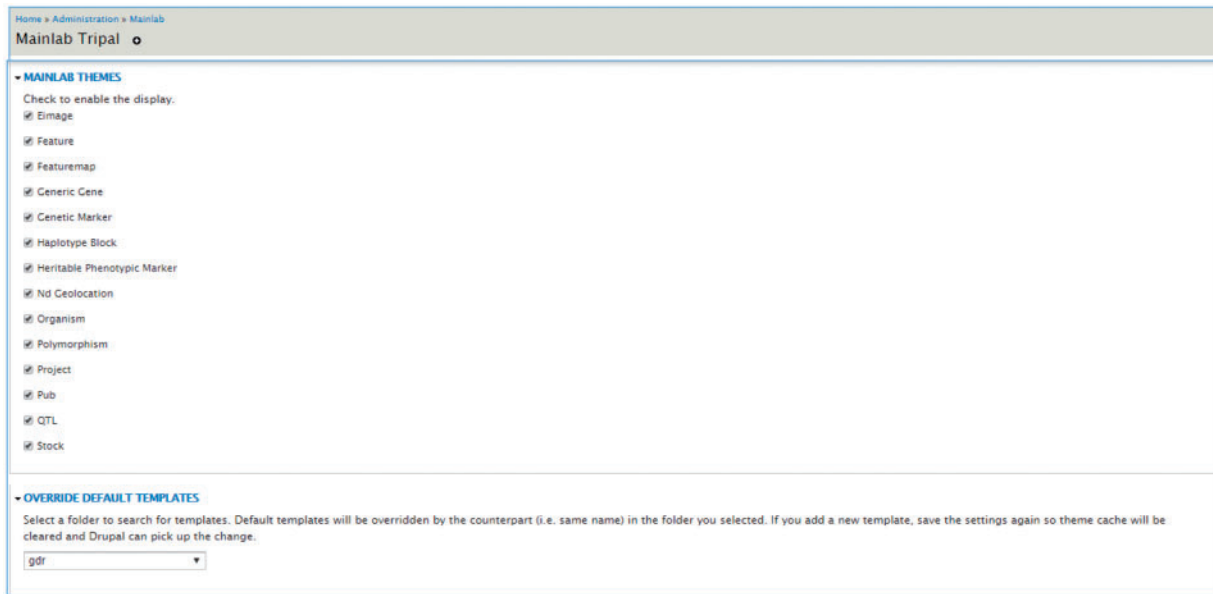 Home » Administration » Mainlab
Mainlab Tripal
MAINLAB THEMES
Check to enable the display.
Eimage
Feature
Featuremap
Generic Gene
Genetic Marker
Haplotype Block
Heritable Phenotypic Marker
Nd Geolocation
Organism
Polymorphism
Project
Pub
QTL
Stock
OVERRIDE DEFAULT TEMPLATES
Select a folder to search for templates. Default templates will be overridden by the counterpart (i.e. same name) in the folder you selected. If you add a new template, save the settings again so theme cache will be
cleared and Drupal can pick up the change.
gdr